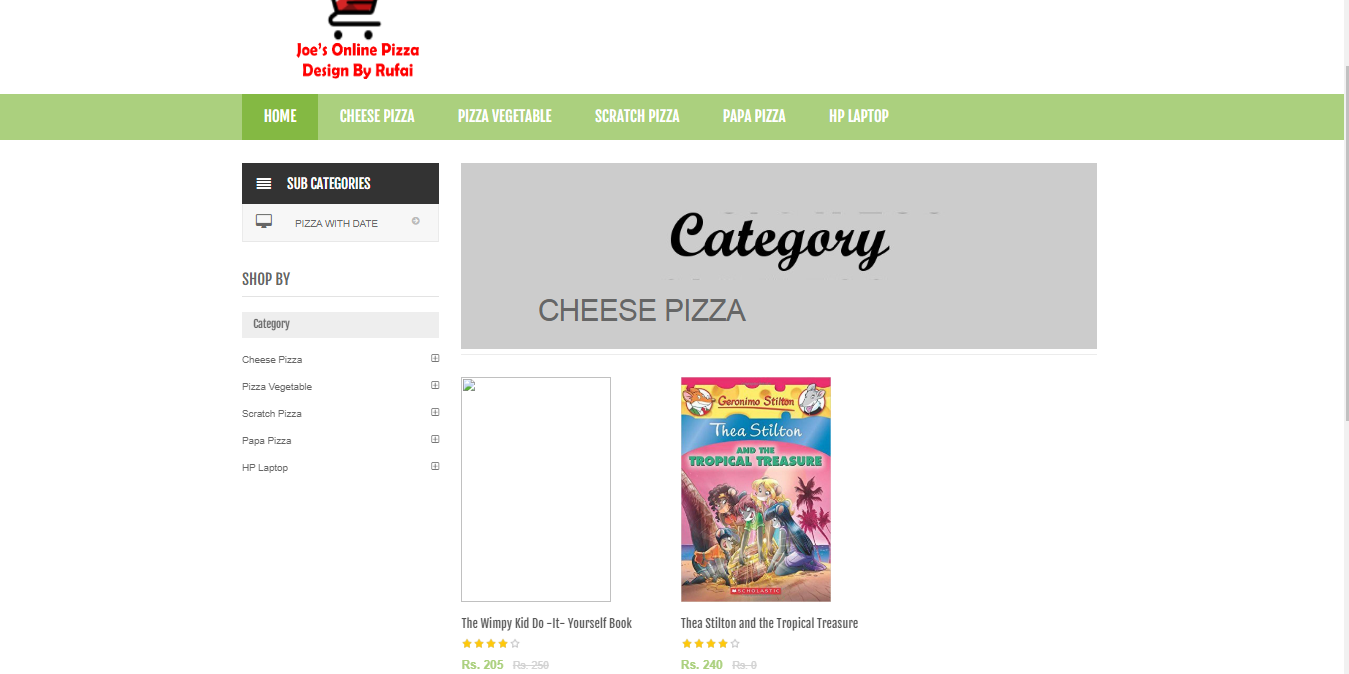 Joe's Online Pizza
Design By Rufai
HOME CHEESE PIZZA PIZZA VEGETABLE SCRATCH PIZZA PAPA PIZZA HP LAPTOP
SUB CATEGORIES
PIZZA WITH DATE
SHOP BY
Category
Cheese Pizza
Pizza Vegetable
Scratch Pizza
Papa Pizza
HP Laptop
Category
CHEESE PIZZA
Geronimo Stilton
Thea Stilton
AND THE
TROPICAL TREASURE
SCHOLASTIC
The Wimpy Kid Do -It- Yourself Book
Rs. 205 Rs. 250
Thea Stilton and the Tropical Treasure
Rs. 240 Rs. 0